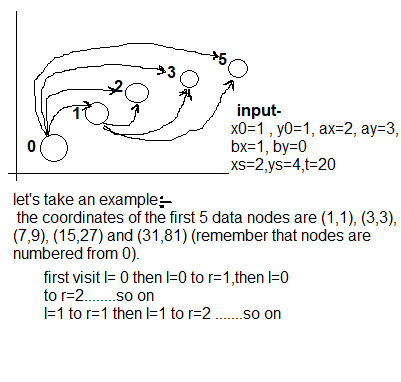 5
3
2
1
0
input-
x0=1 , y0=1, ax=2, ay=3,
bx=1, by=0
xs=2,ys=4,t=20
let's take an example:-
the coordinates of the first 5 data nodes are (1,1), (3,3),
(7,9), (15,27) and (31,81) (remember that nodes are
numbered from 0).
first visit l= 0 then l=0 to r=1,then l=0
to r=2........so on
l=1 to r=1 then l=1 to r=2 .......so on